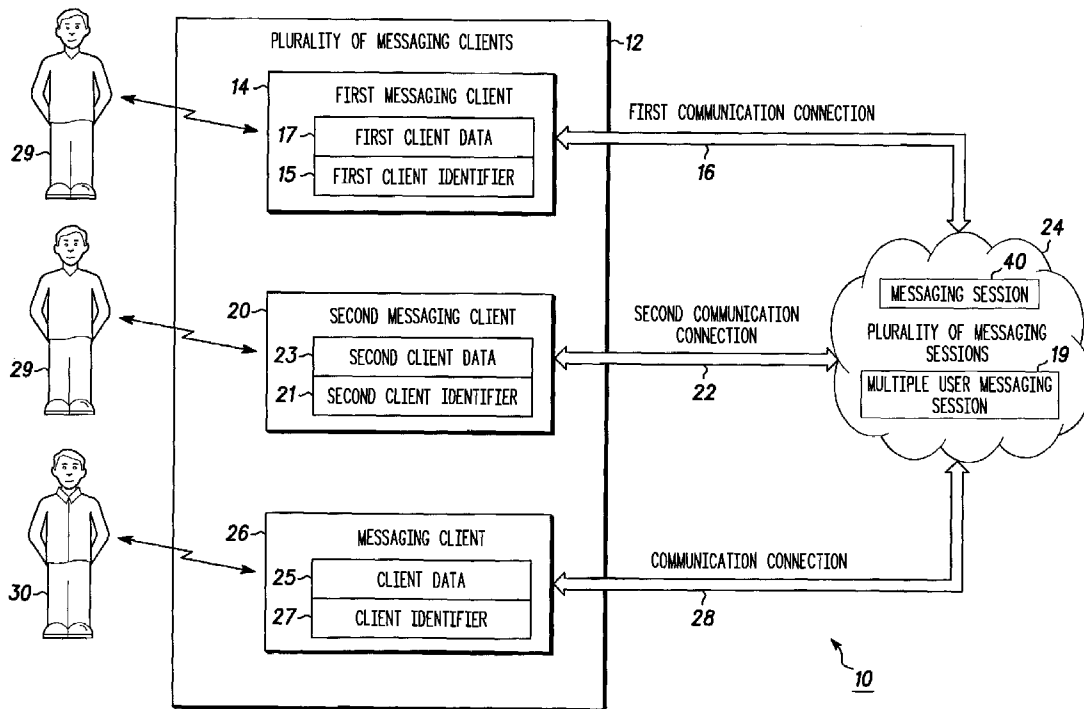 PLURALITY OF MESSAGING CLIENTS
12
14
FIRST MESSAGING CLIENT
17
FIRST CLIENT DATA
15
FIRST CLIENT IDENTIFIER
29
FIRST COMMUNICATION CONNECTION
16
24
40
MESSAGING SESSION
PLURALITY OF MESSAGING
SESSIONS
19
MULTIPLE USER MESSAGING
SESSION
20
SECOND MESSAGING CLIENT
23
SECOND CLIENT DATA
21
SECOND CLIENT IDENTIFIER
29
SECOND COMMUNICATION
CONNECTION
22
26
MESSAGING CLIENT
25
CLIENT DATA
27
CLIENT IDENTIFIER
30
COMMUNICATION CONNECTION
28
10